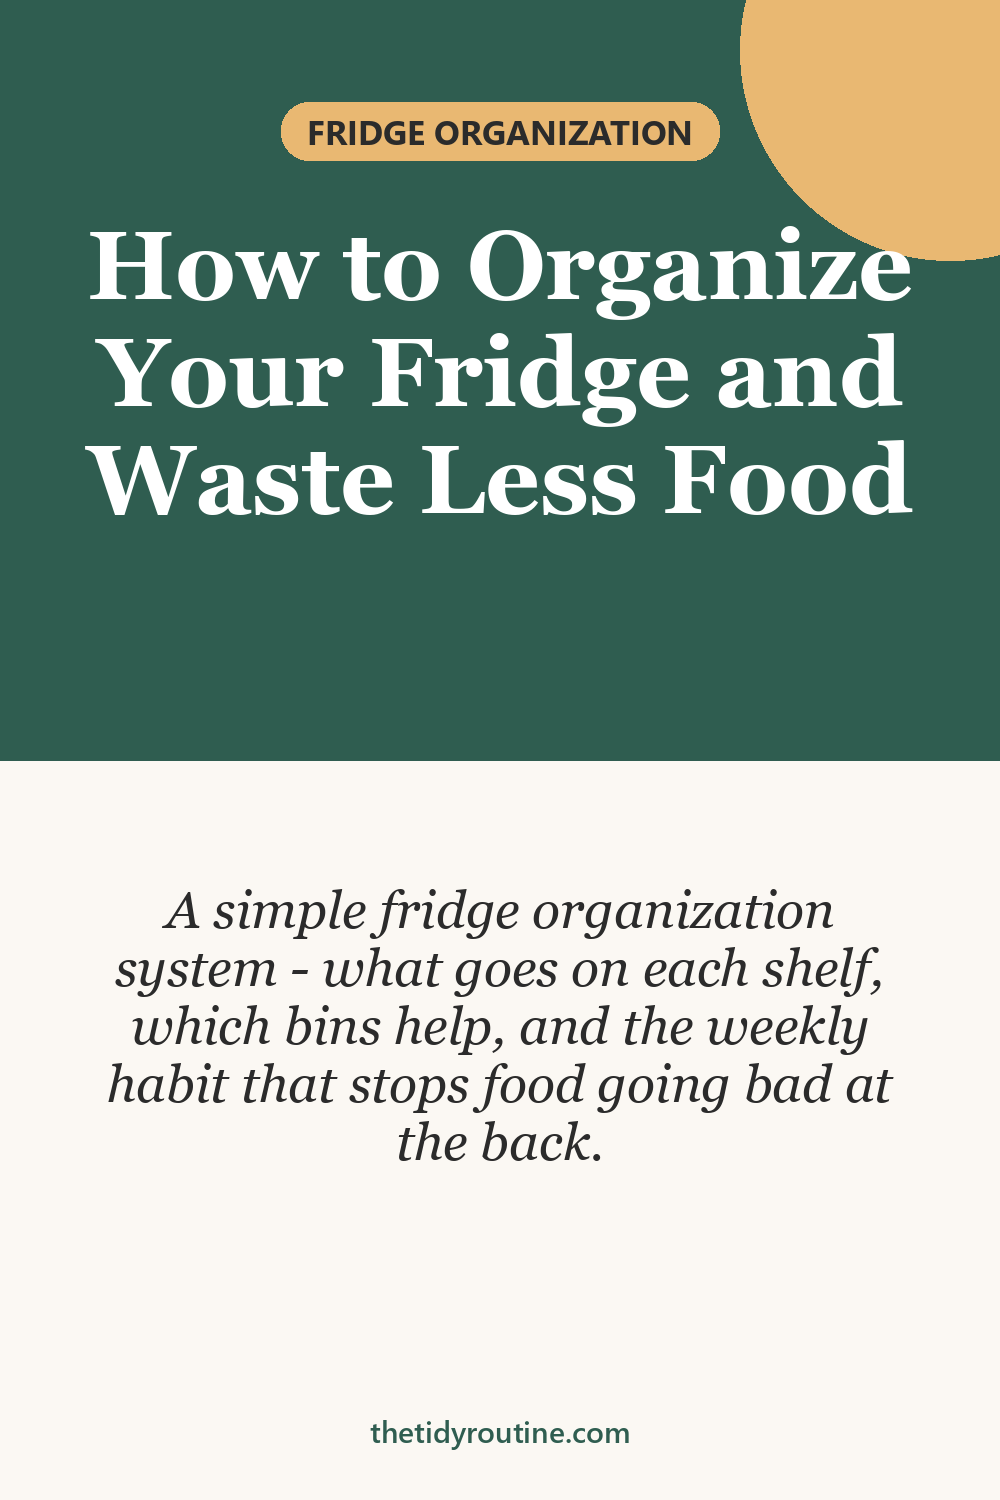 FRIDGE ORGANIZATION
How to Organize
Your Fridge and
Waste Less Food
A simple fridge organization
system - what goes on each shelf,
which bins help, and the weekly
habit that stops food going bad at
the back.
thetidyroutine.com